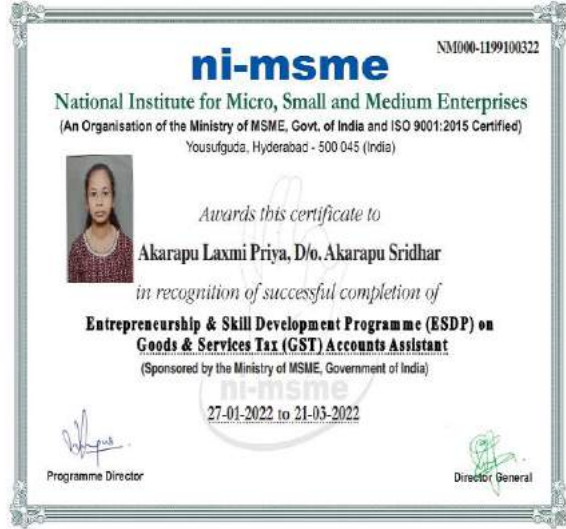 NM000-1199100322
ni-msme
National Institute for Micro, Small and Medium Enterprises
(An Organisation of the Ministry of MSME, Govt. of India and ISO 9001:2015 Certified)
Yousufguda, Hyderabad - 500 045 (India)
Awards this certificate to
Akarapu Laxmi Priya, D/o. Akarapu Sridhar
in recognition of successful completion of
Entrepreneurship & Skill Development Programme (ESDP) on
Goods & Services Tax (GST) Accounts Assistant
(Sponsored by the Ministry of MSME, Government of India)
ni-msme
27-01-2022 to 21-03-2022
Programme Director
Director General